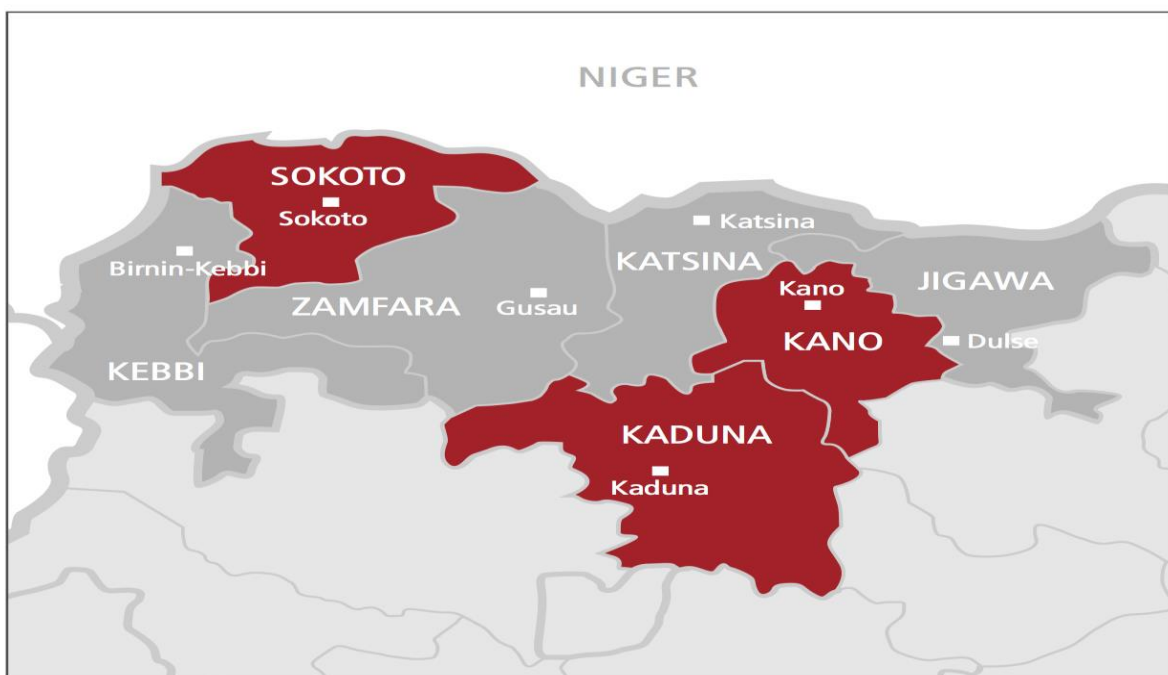 NIGER
SOKOTO
Sokoto
Katsina
Birnin-Kebbi
KATSINA
JIGAWA
Kano
ZAMFARA
Gusau
KANO
Dulse
KEBBI
KADUNA
Kaduna